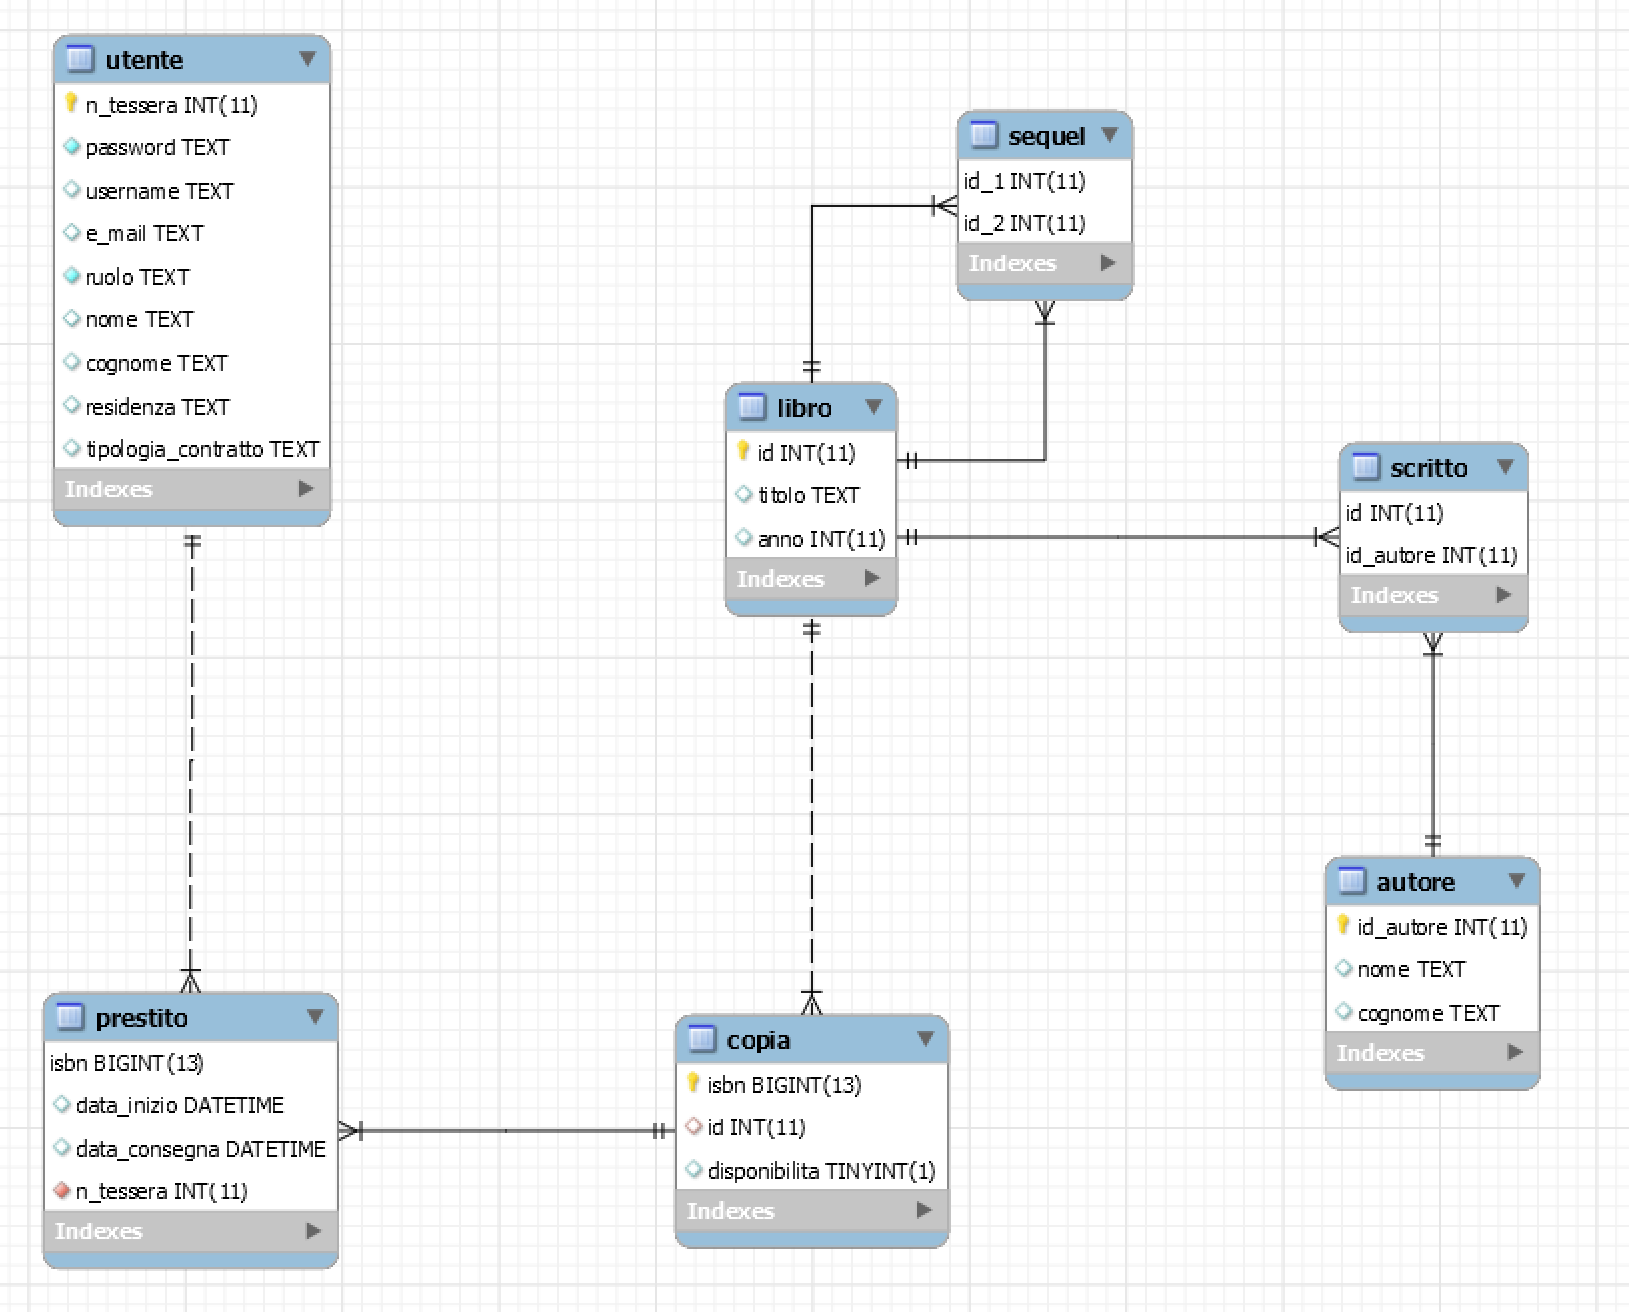 utente
n_tessera INT(11)
password TEXT
username TEXT
e_mail TEXT
ruolo TEXT
nome TEXT
cognome TEXT
residenza TEXT
tipologia_contratto TEXT
Indexes
sequel
id_1 INT(11)
id_2 INT(11)
Indexes
libro
id INT(11)
titolo TEXT
anno INT(11)
Indexes
scritto
id INT(11)
id_autore INT(11)
Indexes
autore
id_autore INT(11)
nome TEXT
cognome TEXT
Indexes
prestito
isbn BIGINT(13)
data_inizio DATETIME
data_consegna DATETIME
n_tessera INT(11)
Indexes
copia
isbn BIGINT(13)
id INT(11)
disponibilita TINYINT(1)
Indexes